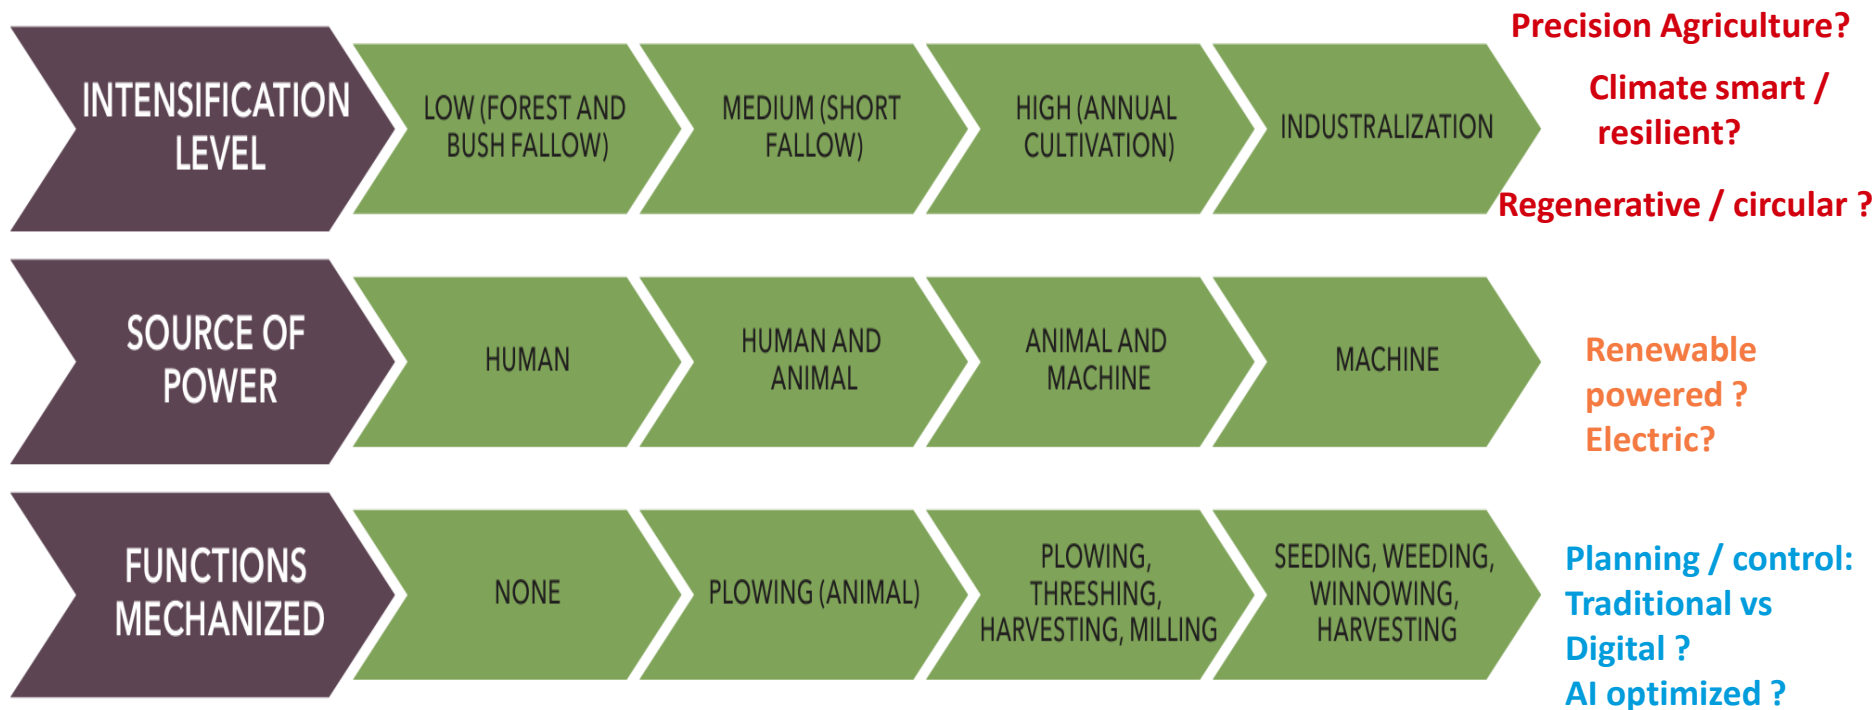 INTENSIFICATION
LEVEL
LOW (FOREST AND
BUSH FALLOW)
MEDIUM (SHORT
FALLOW)
HIGH (ANNUAL
CULTIVATION)
INDUSTRALIZATION
Precision Agriculture?
Climate smart /
resilient?
Regenerative / circular ?
SOURCE OF
POWER
HUMAN
HUMAN AND
ANIMAL
ANIMAL AND
MACHINE
MACHINE
Renewable
powered ?
Electric?
FUNCTIONS
MECHANIZED
NONE
PLOWING (ANIMAL)
PLOWING,
THRESHING,
HARVESTING, MILLING
SEEDING, WEEDING,
WINNOWING,
HARVESTING
Planning / control:
Traditional vs
Digital ?
AI optimized ?